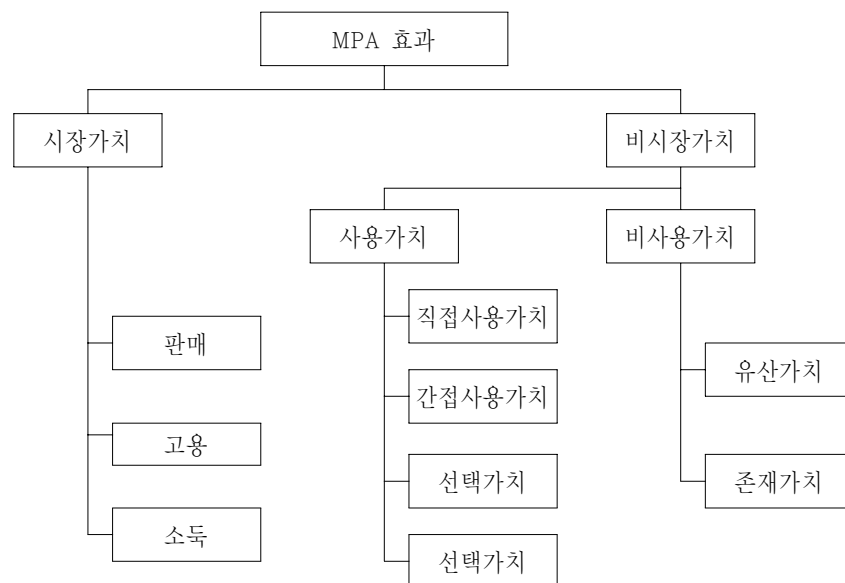 MPA 효과
시장가치
비시장가치
사용가치
비사용가치
직접사용가치
판매
유산가치
간접사용가치
고용
선택가치
존재가치
소둑
선택가치